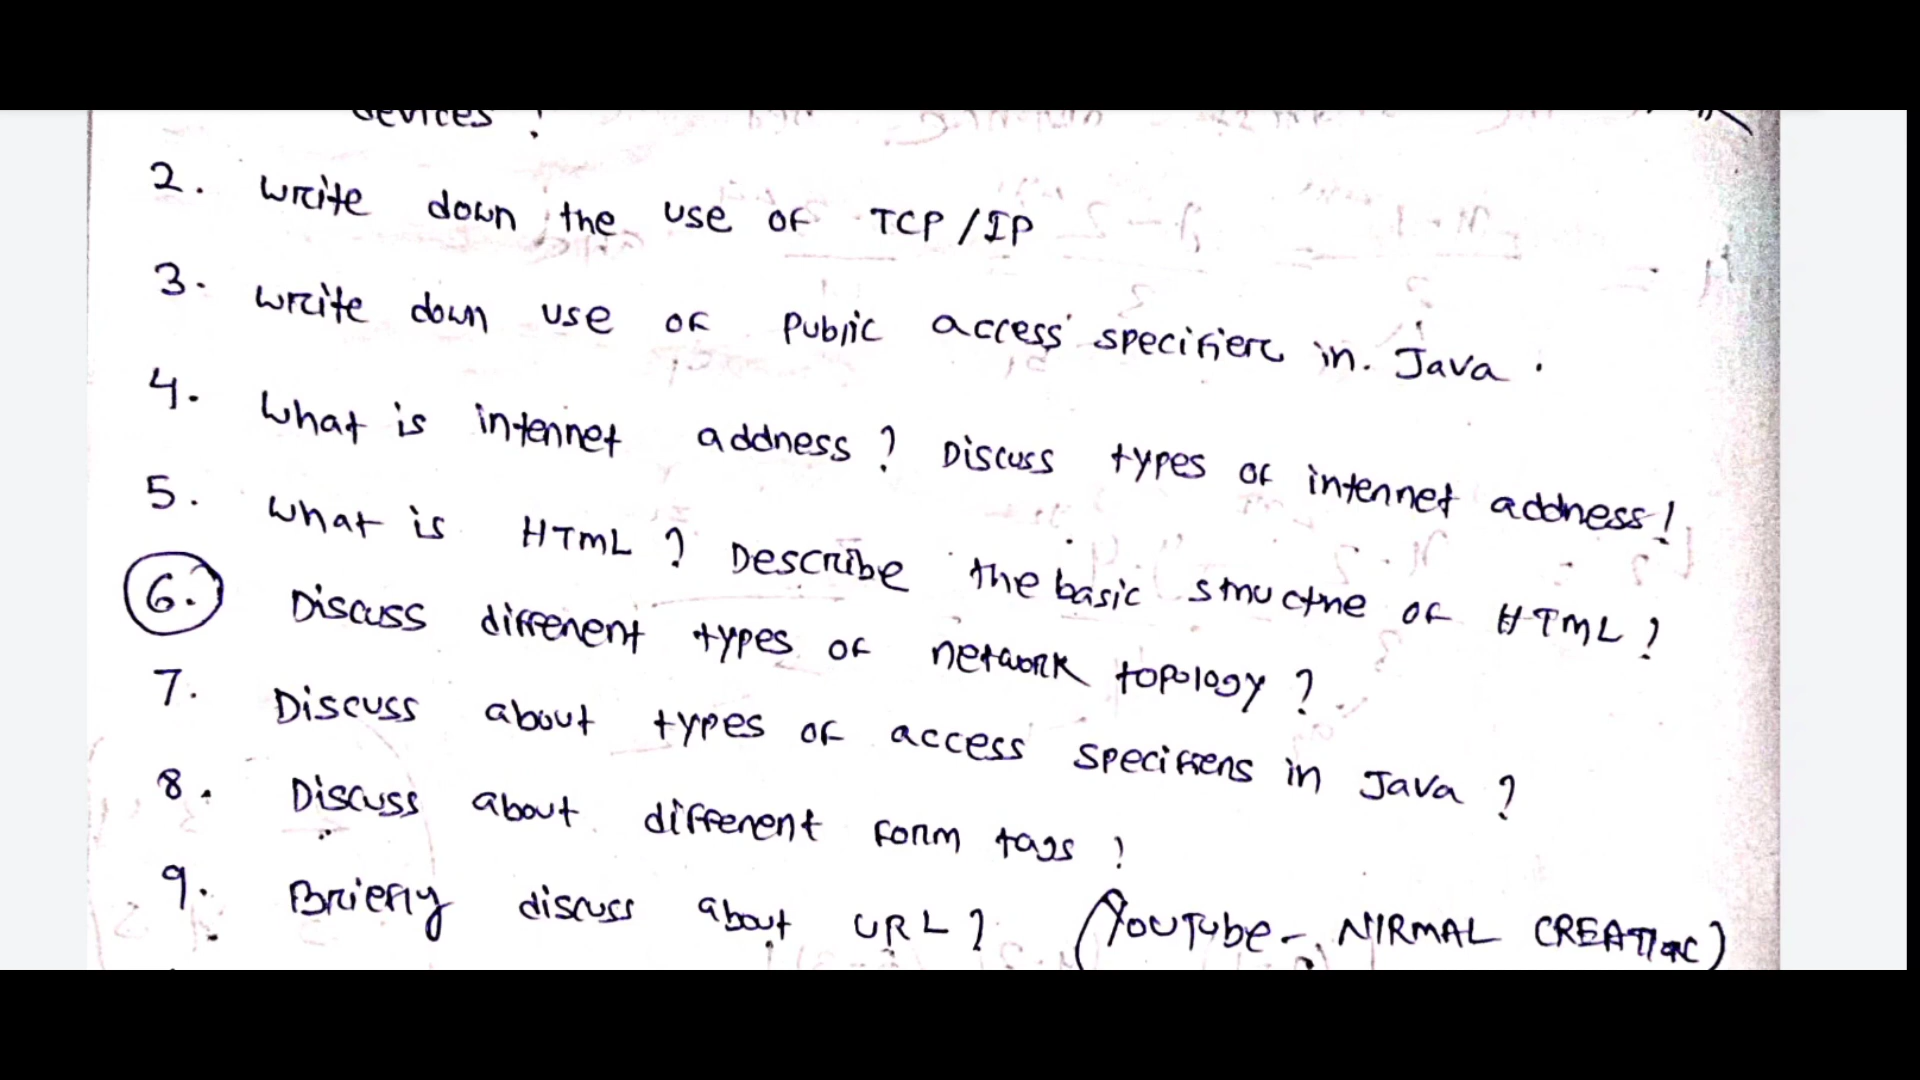 devices ?
2. Write down the use of TCP/IP
3. Write down use of Public access specifier in Java.
4. What is internet address? Discuss types of internet address!
5. What is HTML? Describe the basic structre of HTML?
6. Discuss different types of network topology?
7. Discuss about types of access specifiers in Java?
8. Discuss about different form tags?
9. Briefly discuss about URL? (YouTube - NIRMAL CREATION)